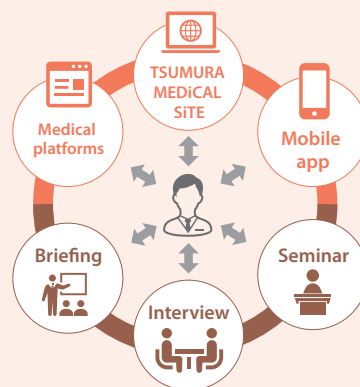 TSUMURA
MEDiCAL
SiTE
Medical
platforms
Mobile
app
Briefing
Seminar
Interview